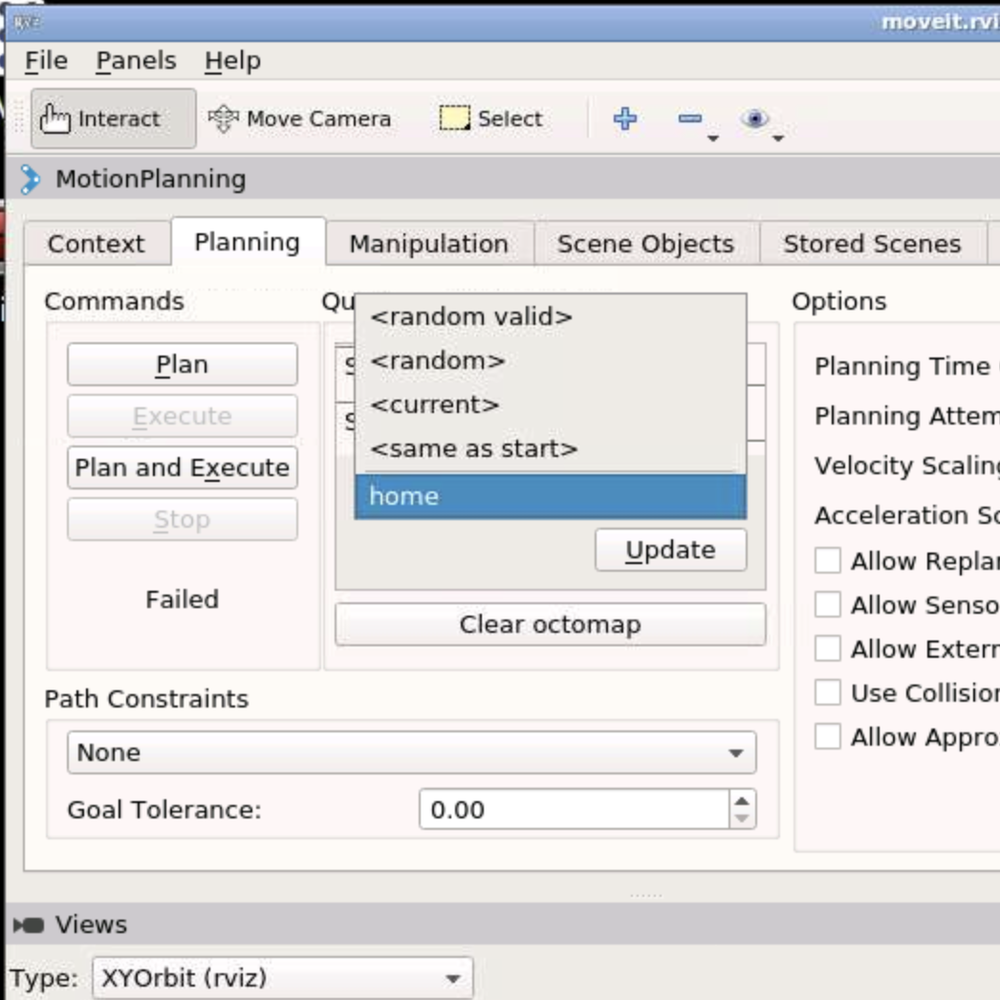 moveit.rvi
File Panels Help
Interact Move Camera Select
MotionPlanning
Context Planning Manipulation Scene Objects Stored Scenes
Commands Qu Options
<random valid>
Plan <random> Planning Time
Execute <current> Planning Attem
<same as start> Velocity Scaling
Plan and Execute home Acceleration Sc
Stop Update Allow Replan
Failed Allow Senso
Clear octomap Allow Extern
Path Constraints Use Collision
None Allow Appro
Goal Tolerance: 0.00
Views
Type: XYOrbit (rviz)